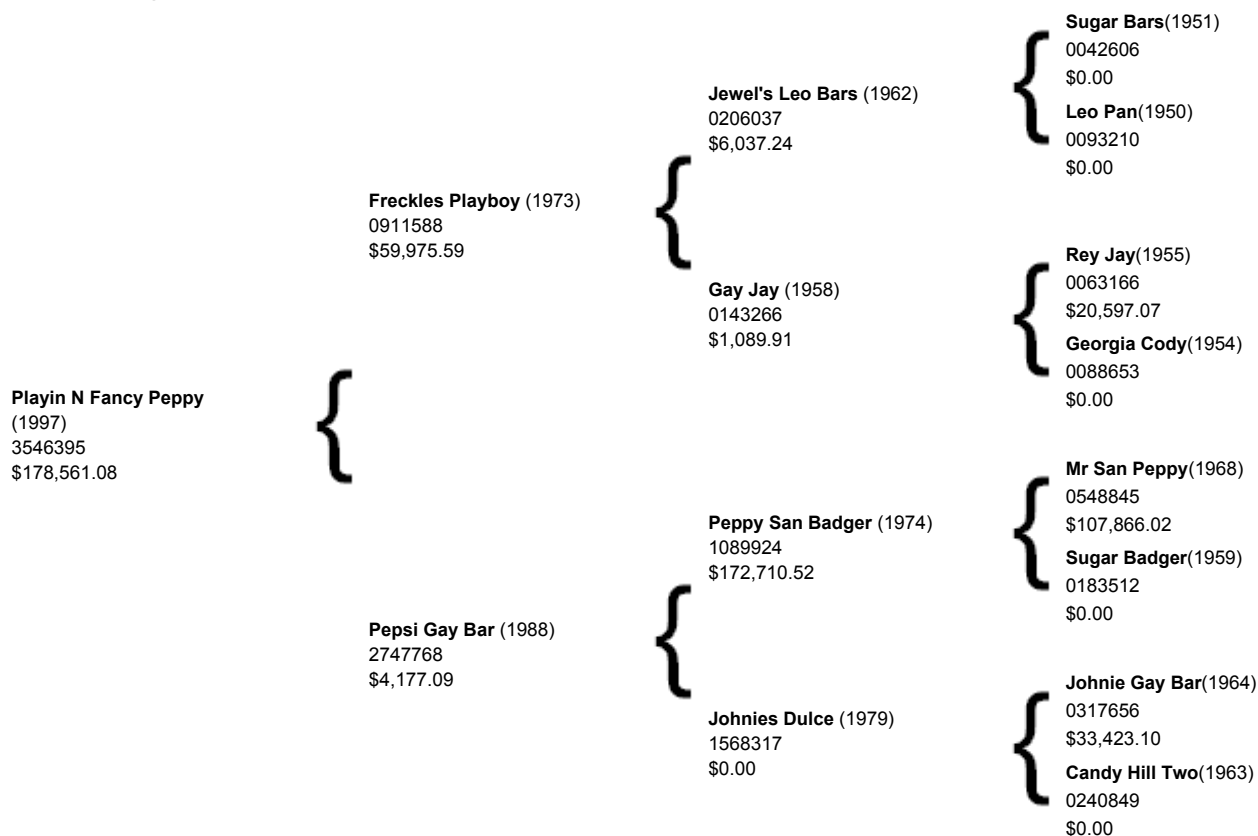 Sugar Bars(1951)
0042606
$0.00
Jewel's Leo Bars (1962)
0206037
$6,037.24
Leo Pan(1950)
0093210
$0.00
Freckles Playboy (1973)
0911588
$59,975.59
Rey Jay(1955)
0063166
$20,597.07
Gay Jay (1958)
0143266
$1,089.91
Georgia Cody(1954)
0088653
$0.00
Playin N Fancy Peppy
(1997)
3546395
$178,561.08
Mr San Peppy(1968)
0548845
$107,866.02
Peppy San Badger (1974)
1089924
$172,710.52
Sugar Badger(1959)
0183512
$0.00
Pepsi Gay Bar (1988)
2747768
$4,177.09
Johnie Gay Bar(1964)
0317656
$33,423.10
Johnies Dulce (1979)
1568317
$0.00
Candy Hill Two(1963)
0240849
$0.00